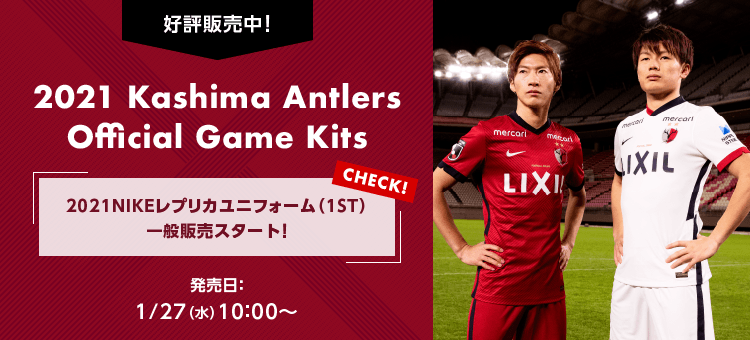 好評販売中！
2021 Kashima Antlers
Official Game Kits
CHECK!
2021NIKEレプリカユニフォーム（1ST）
一般販売スタート！
発売日：
1/27（水）10：00〜
mercari
LIXIL
mercari
LIXIL